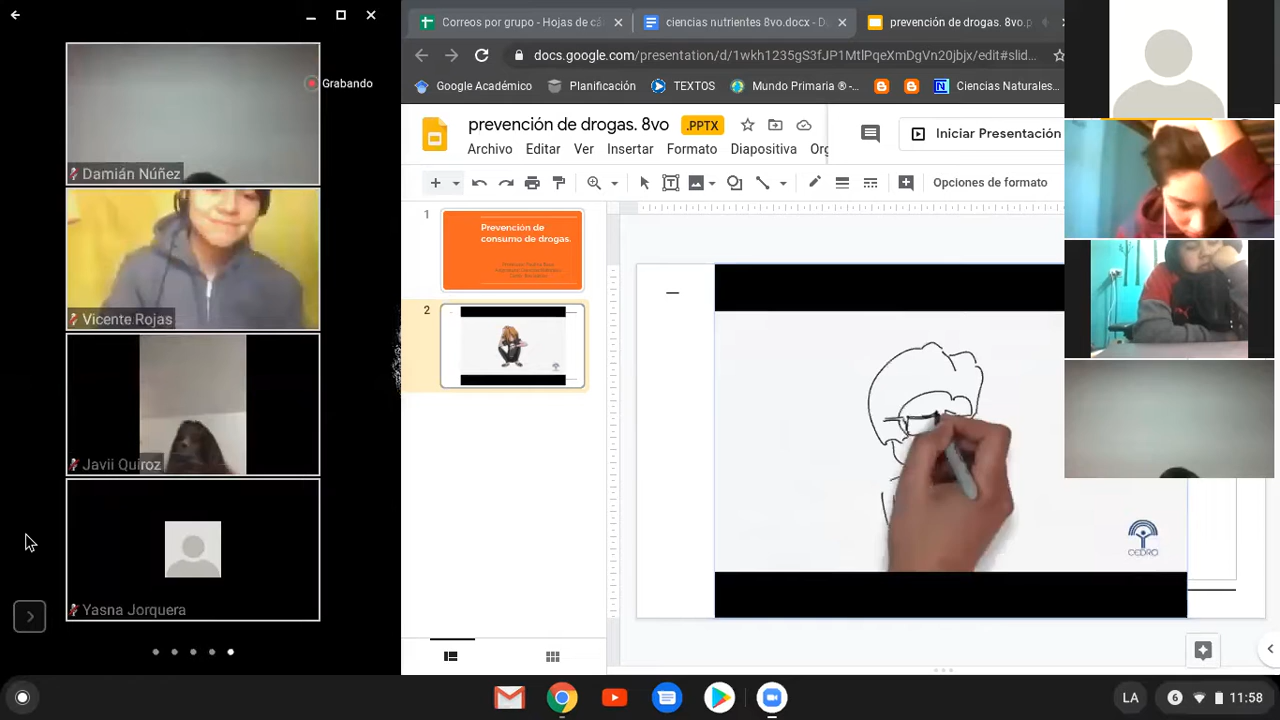 Grabando
Damián Núñez
Vicente Rojas
Javii Quiroz
Yasna Jorquera
Correos por grupo - Hojas de cá
ciencias nutrientes 8vo.docx - D
prevención de drogas. 8vo.p
docs.google.com/presentation/d/1wkh1235gS3fJP1MtlPqeXmDgVn20jbjx/edit#slid
Google Académico
Planificación
TEXTOS
Mundo Primaria ® -...
Ciencias Naturales...
prevención de drogas. 8vo
.PPTX
Iniciar Presentación
Archivo Editar Ver Insertar Formato Diapositiva Org
Opciones de formato
1
Prevención de
consumo de drogas.
2
CEDRO
LA
6
11:58